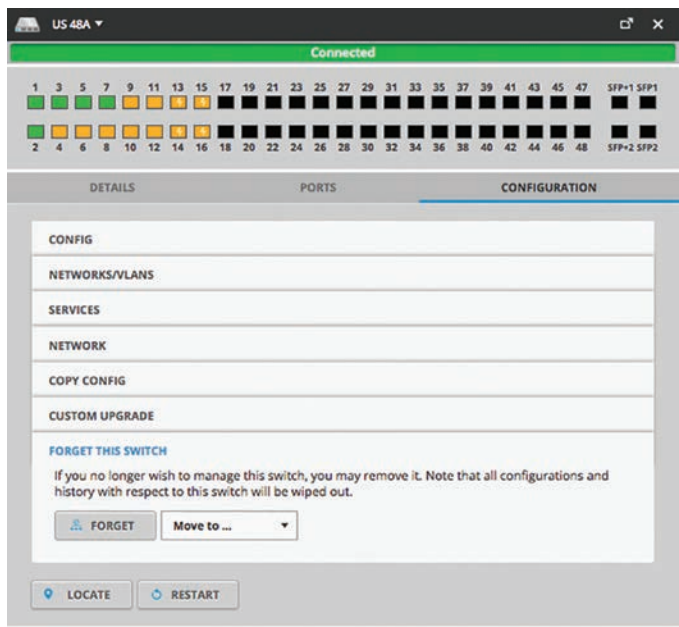 US 48A
Connected
1 3 5 7 9 11 13 15 17 19 21 23 25 27 29 31 33 35 37 39 41 43 45 47 SFP+1 SFP1
2 4 6 8 10 12 14 16 18 20 22 24 26 28 30 32 34 36 38 40 42 44 46 48 SFP+2 SFP2
DETAILS PORTS CONFIGURATION
CONFIG
NETWORKS/VLANS
SERVICES
NETWORK
COPY CONFIG
CUSTOM UPGRADE
FORGET THIS SWITCH
If you no longer wish to manage this switch, you may remove it. Note that all configurations and
history with respect to this switch will be wiped out.
FORGET Move to ...
LOCATE RESTART